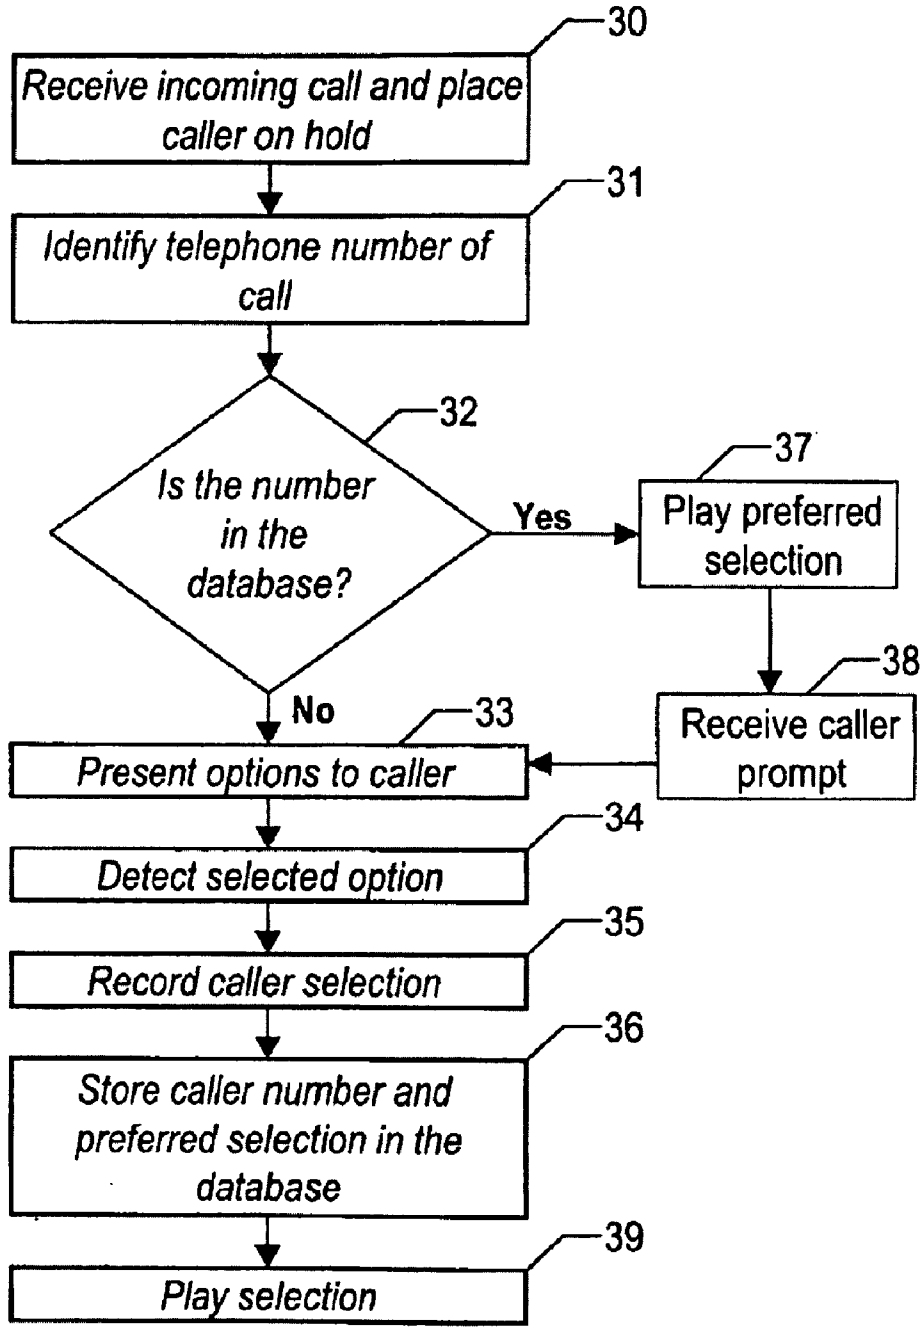 30
Receive incoming call and place
caller on hold
31
Identify telephone number of
call
32
Is the number
in the
database?
Yes
37
Play preferred
selection
38
Receive caller
prompt
No
33
Present options to caller
34
Detect selected option
35
Record caller selection
36
Store caller number and
preferred selection in the
database
39
Play selection